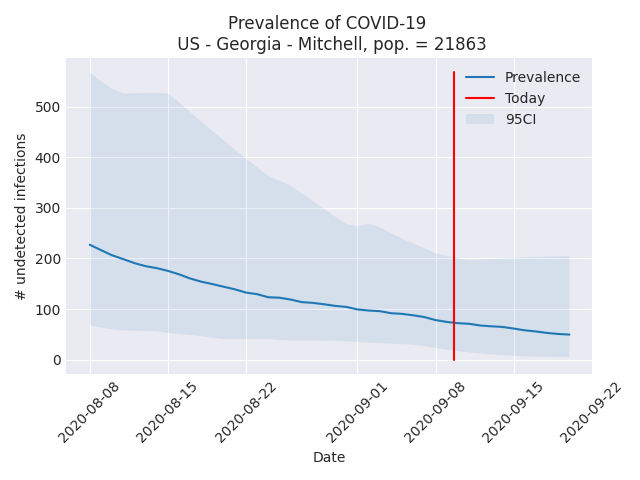 Prevalence of COVID-19
US - Georgia - Mitchell, pop. = 21863
Prevalence
Today
95CI
# undetected infections
500
400
300
200
100
0
2020-08-08
2020-08-15
2020-08-22
2020-09-01
2020-09-08
2020-09-15
2020-09-22
Date